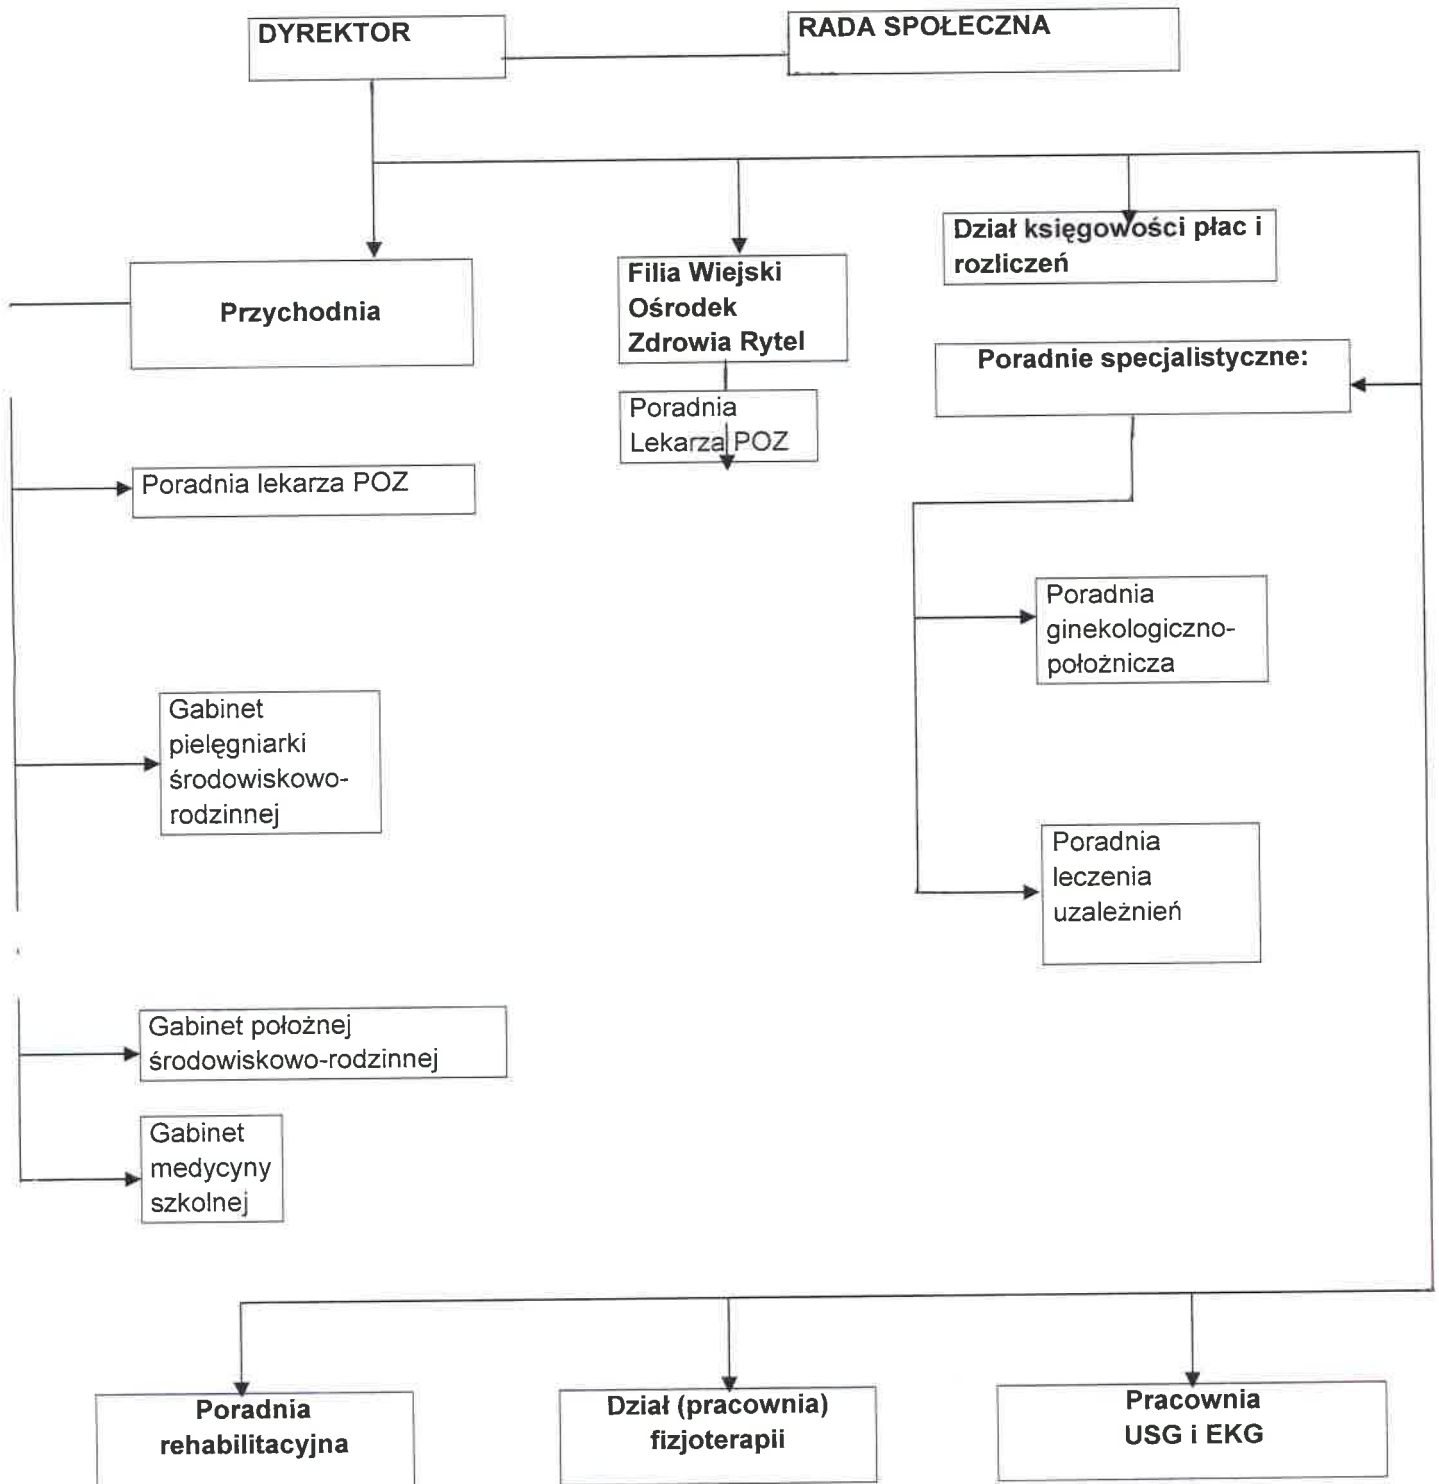 DYREKTOR
RADA SPOŁECZNA
Dział księgowości płac i
rozliczeń
Filia Wiejski
Ośrodek
Zdrowia Rytel
Przychodnia
Poradnie specjalistyczne:
Poradnia
Lekarza POZ
Poradnia lekarza POZ
Poradnia
ginekologiczno-
położnicza
Gabinet
pielęgniarki
środowiskowo-
rodzinnej
Poradnia
leczenia
uzależnień
Gabinet położnej
środowiskowo-rodzinnej
Gabinet
medycyny
szkolnej
Poradnia
rehabilitacyjna
Dział (pracownia)
fizjoterapii
Pracownia
USG i EKG